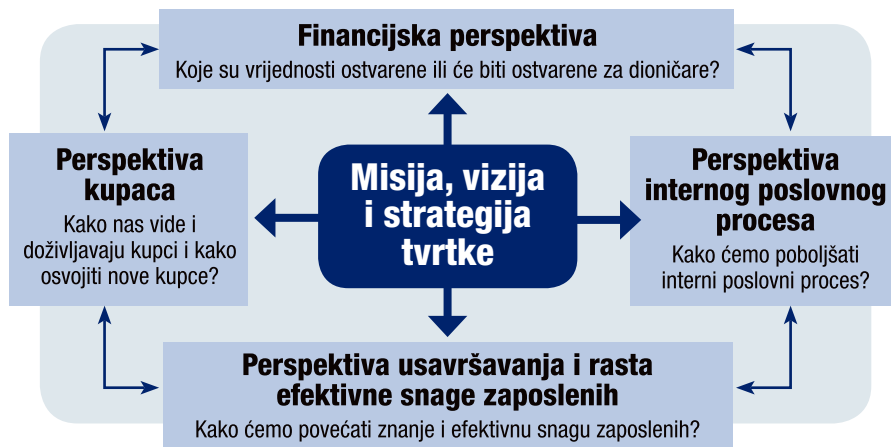 Financijska perspektiva
Koje su vrijednosti ostvarene ili će biti ostvarene za dioničare?
Perspektiva
kupaca
Kako nas vide i
doživljavaju kupci i kako
osvojiti nove kupce?
Misija, vizija
i strategija
tvrtke
Perspektiva
internog poslovnog
procesa
Kako ćemo poboljšati
interni poslovni proces?
Perspektiva usavršavanja i rasta
efektivne snage zaposlenih
Kako ćemo povećati znanje i efektivnu snagu zaposlenih?